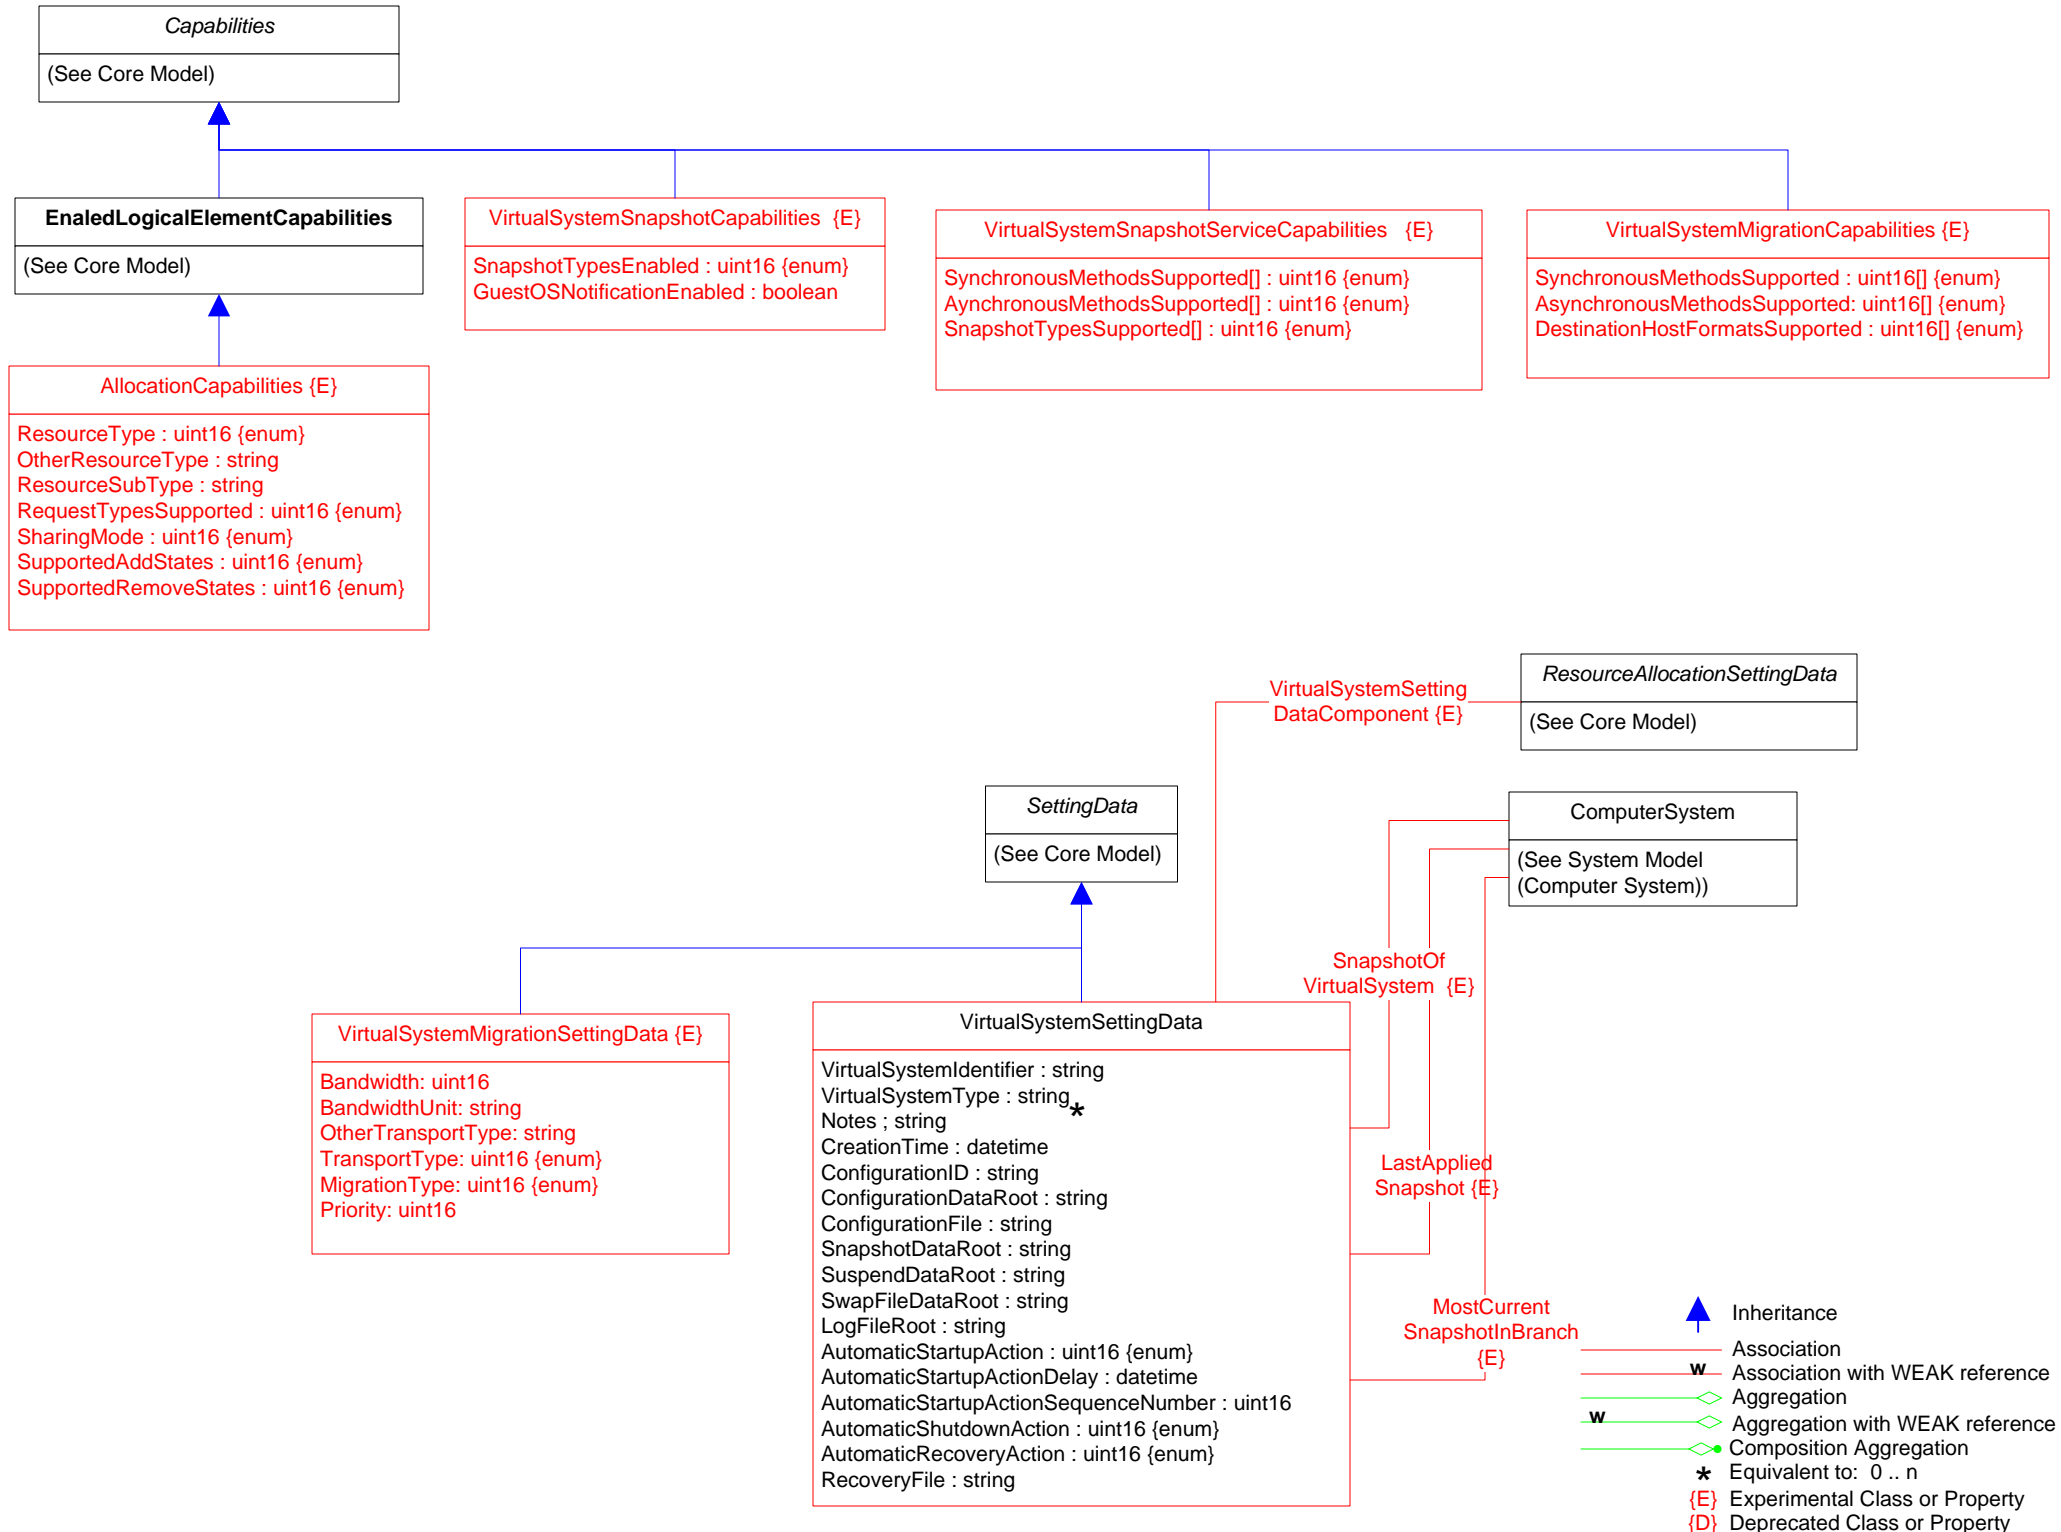 Capabilities
(See Core Model)
EnaledLogicalElementCapabilities
(See Core Model)
VirtualSystemSnapshotCapabilities {E}
SnapshotTypesEnabled : uint16 {enum}
GuestOSNotificationEnabled : boolean
VirtualSystemSnapshotServiceCapabilities {E}
SynchronousMethodsSupported[] : uint16 {enum}
AynchronousMethodsSupported[] : uint16 {enum}
SnapshotTypesSupported[] : uint16 {enum}
VirtualSystemMigrationCapabilities {E}
SynchronousMethodsSupported : uint16[] {enum}
AsynchronousMethodsSupported: uint16[] {enum}
DestinationHostFormatsSupported : uint16[] {enum}
AllocationCapabilities {E}
ResourceType : uint16 {enum}
OtherResourceType : string
ResourceSubType : string
RequestTypesSupported : uint16 {enum}
SharingMode : uint16 {enum}
SupportedAddStates : uint16 {enum}
SupportedRemoveStates : uint16 {enum}
VirtualSystemSetting
DataComponent {E}
ResourceAllocationSettingData
(See Core Model)
SettingData
(See Core Model)
ComputerSystem
(See System Model
(Computer System))
SnapshotOf
VirtualSystem {E}
VirtualSystemMigrationSettingData {E}
Bandwidth: uint16
BandwidthUnit: string
OtherTransportType: string
TransportType: uint16 {enum}
MigrationType: uint16 {enum}
Priority: uint16
VirtualSystemSettingData
VirtualSystemIdentifier : string
VirtualSystemType : string
*
Notes ; string
CreationTime : datetime
ConfigurationID : string
ConfigurationDataRoot : string
ConfigurationFile : string
SnapshotDataRoot : string
SuspendDataRoot : string
SwapFileDataRoot : string
LogFileRoot : string
AutomaticStartupAction : uint16 {enum}
AutomaticStartupActionDelay : datetime
AutomaticStartupActionSequenceNumber : uint16
AutomaticShutdownAction : uint16 {enum}
AutomaticRecoveryAction : uint16 {enum}
RecoveryFile : string
LastApplied
Snapshot {E}
MostCurrent
SnapshotInBranch
{E}
Inheritance
Association
w Association with WEAK reference
Aggregation
w Aggregation with WEAK reference
Composition Aggregation
* Equivalent to: 0 .. n
{E} Experimental Class or Property
{D} Deprecated Class or Property